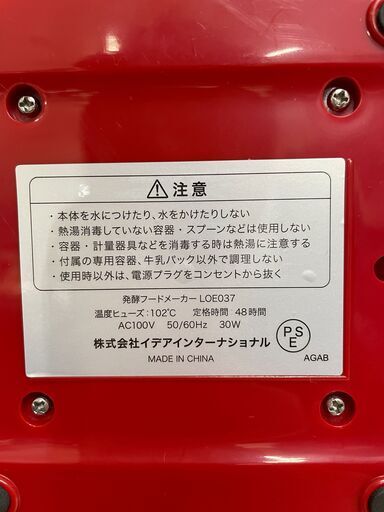 ⚠注意
・本体を水につけたり、水をかけたりしない
・熱湯消毒していない容器・スプーンなどは使用しない
・容器・計量器具などを消毒する時は熱湯に注意する
・付属の専用容器、牛乳パック以外で調理しない
・使用時以外は、電源プラグをコンセントから抜く
発酵フードメーカー LOE037
温度ヒューズ:102℃ 定格時間 48時間
AC100V 50/60Hz 30W
株式会社イデアインターナショナル
MADE IN CHINA
PSE
AGAB